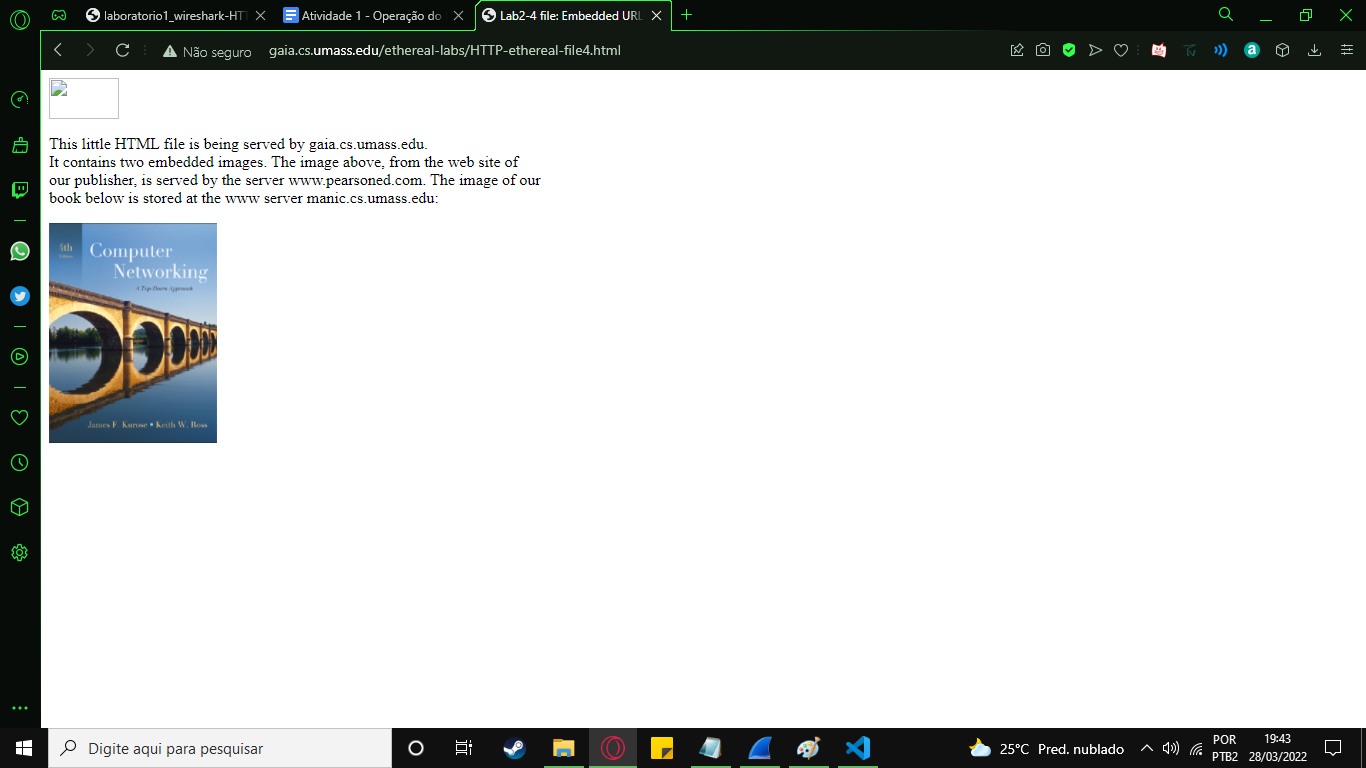 laboratorio1_wireshark-HT
Atividade 1 - Operação do
Lab2-4 file: Embedded URL
Não seguro
gaia.cs.umass.edu/ethereal-labs/HTTP-ethereal-file4.html
This little HTML file is being served by gaia.cs.umass.edu.
It contains two embedded images. The image above, from the web site of
our publisher, is served by the server www.pearsoned.com. The image of our
book below is stored at the www server manic.cs.umass.edu:
5th
Edition
Computer
Networking
A Top-Down Approach
James F. Kurose • Keith W. Ross
Digite aqui para pesquisar
25°C Pred. nublado
POR
PTB2
19:43
28/03/2022